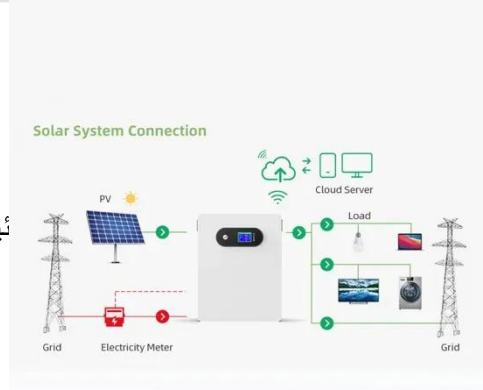 Solar System Connection
PV
Cloud Server
Load
Grid
Electricity Meter
Grid